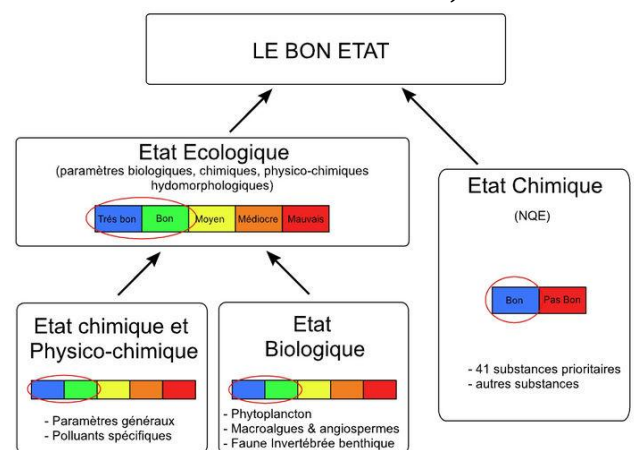 LE BON ETAT
Etat Ecologique
(paramètres biologiques, chimiques, physico-chimiques
hydomorphologiques)
Trés bon
Bon
Moyen
Médiocre
Mauvais
Etat Chimique
(NQE)
Bon
Pas Bon
- 41 substances prioritaires
- autres substances
Etat chimique et
Physico-chimique
- Paramètres généraux
- Polluants spécifiques
Etat
Biologique
- Phytoplancton
- Macroalgues & angiospermes
- Faune Invertébrée benthique